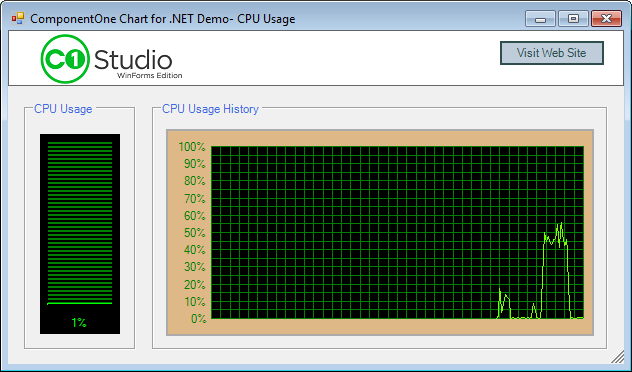 ComponentOne Chart for .NET Demo- CPU Usage
C1 Studio
WinForms Edition
Visit Web Site
CPU Usage
1%
CPU Usage History
100%
90%
80%
70%
60%
50%
40%
30%
20%
10%
0%